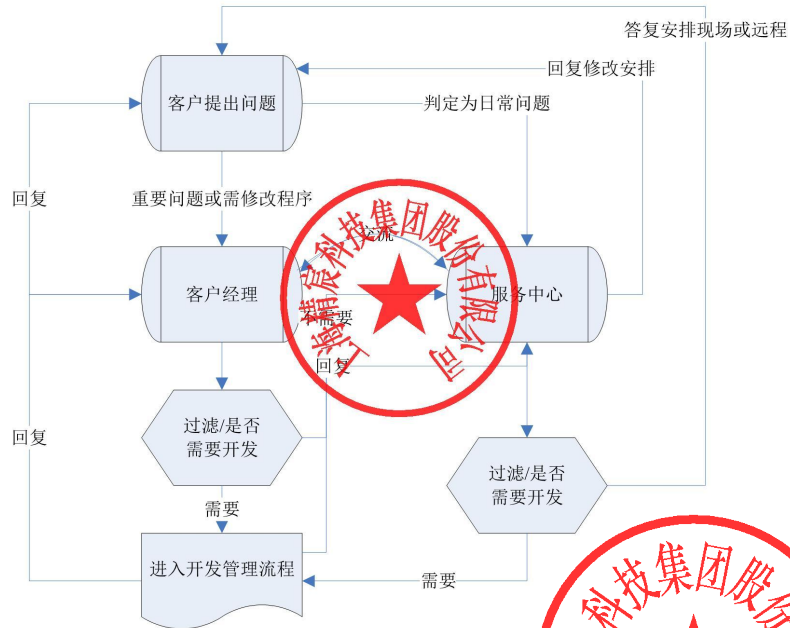 答复安排现场或远程
回复修改安排
客户提出问题
判定为日常问题
回复
重要问题或需修改程序
交流
客户经理
服务中心
不需要
回复
过滤/是否
需要开发
回复
过滤/是否
需要开发
需要
进入开发管理流程
需要
上海精宸科技集团股份有限公司
科技集团股份